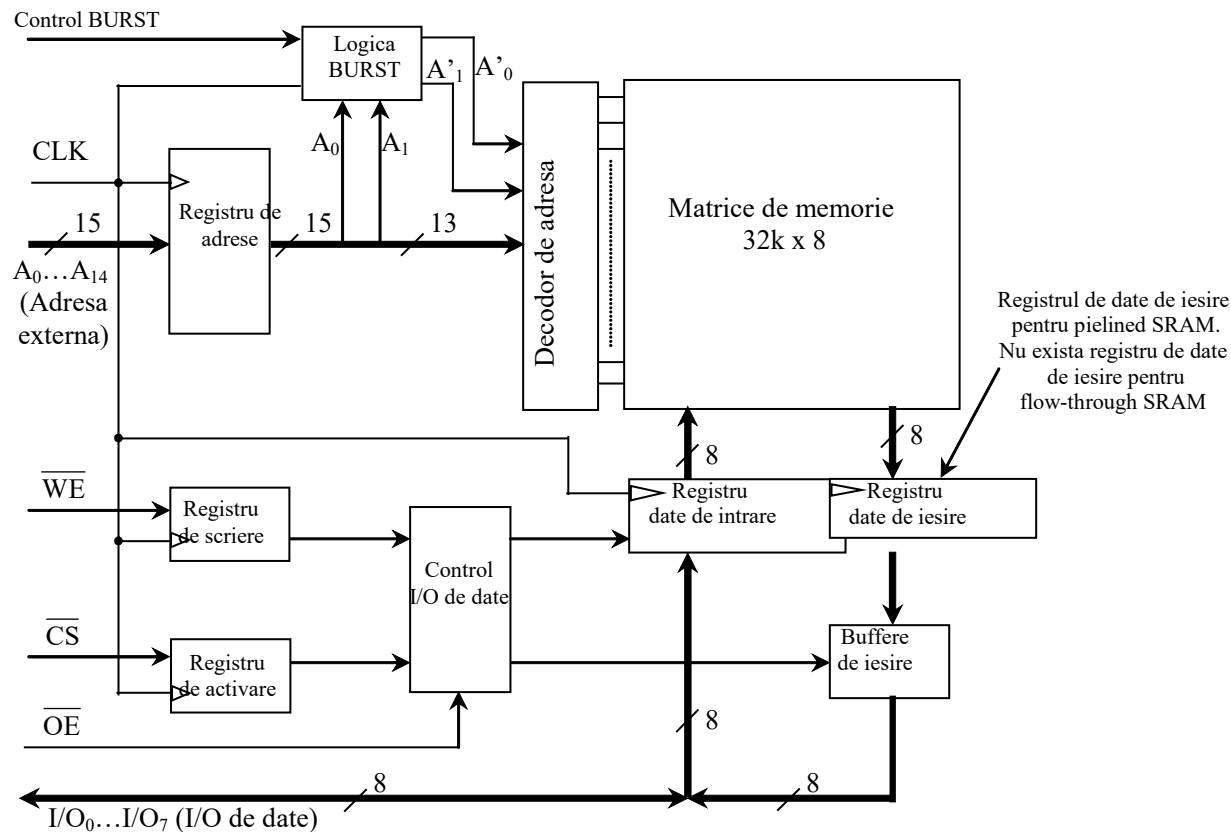 Control BURST
Logica
BURST
A'₁
A'₀
A₀
A₁
CLK
15
Registru de
adrese
15
13
A₀…A₁₄
(Adresa
externa)
Decodor de adresa
Matrice de memorie
32k x 8
Registrul de date de iesire
pentru pielined SRAM.
Nu exista registru de date
de iesire pentru
flow-through SRAM
8
8
W̅E̅
Registru
de scriere
Registru
date de intrare
Registru
date de iesire
Control
I/O de date
C̅S̅
Registru
de activare
Buffere
de iesire
O̅E̅
8
8
8
I/O₀…I/O₇ (I/O de date)